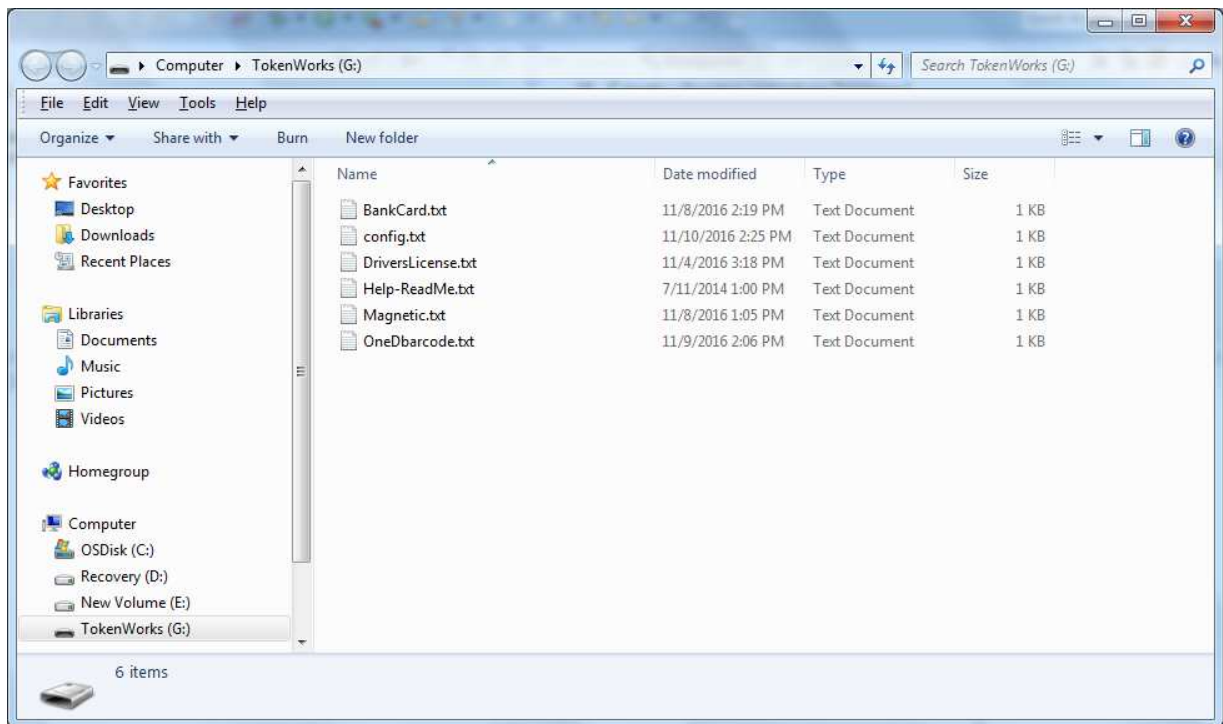 Computer ▸ TokenWorks (G:) Search TokenWorks (G:)
File Edit View Tools Help
Organize Share with Burn New folder
Name Date modified Type Size
Favorites
Desktop
Downloads
Recent Places
Libraries
Documents
Music
Pictures
Videos
Homegroup
Computer
OSDisk (C:)
Recovery (D:)
New Volume (E:)
TokenWorks (G:)
BankCard.txt 11/8/2016 2:19 PM Text Document 1 KB
config.txt 11/10/2016 2:25 PM Text Document 1 KB
DriversLicense.txt 11/4/2016 3:18 PM Text Document 1 KB
Help-ReadMe.txt 7/11/2014 1:00 PM Text Document 1 KB
Magnetic.txt 11/8/2016 1:05 PM Text Document 1 KB
OneDbarcode.txt 11/9/2016 2:06 PM Text Document 1 KB
6 items